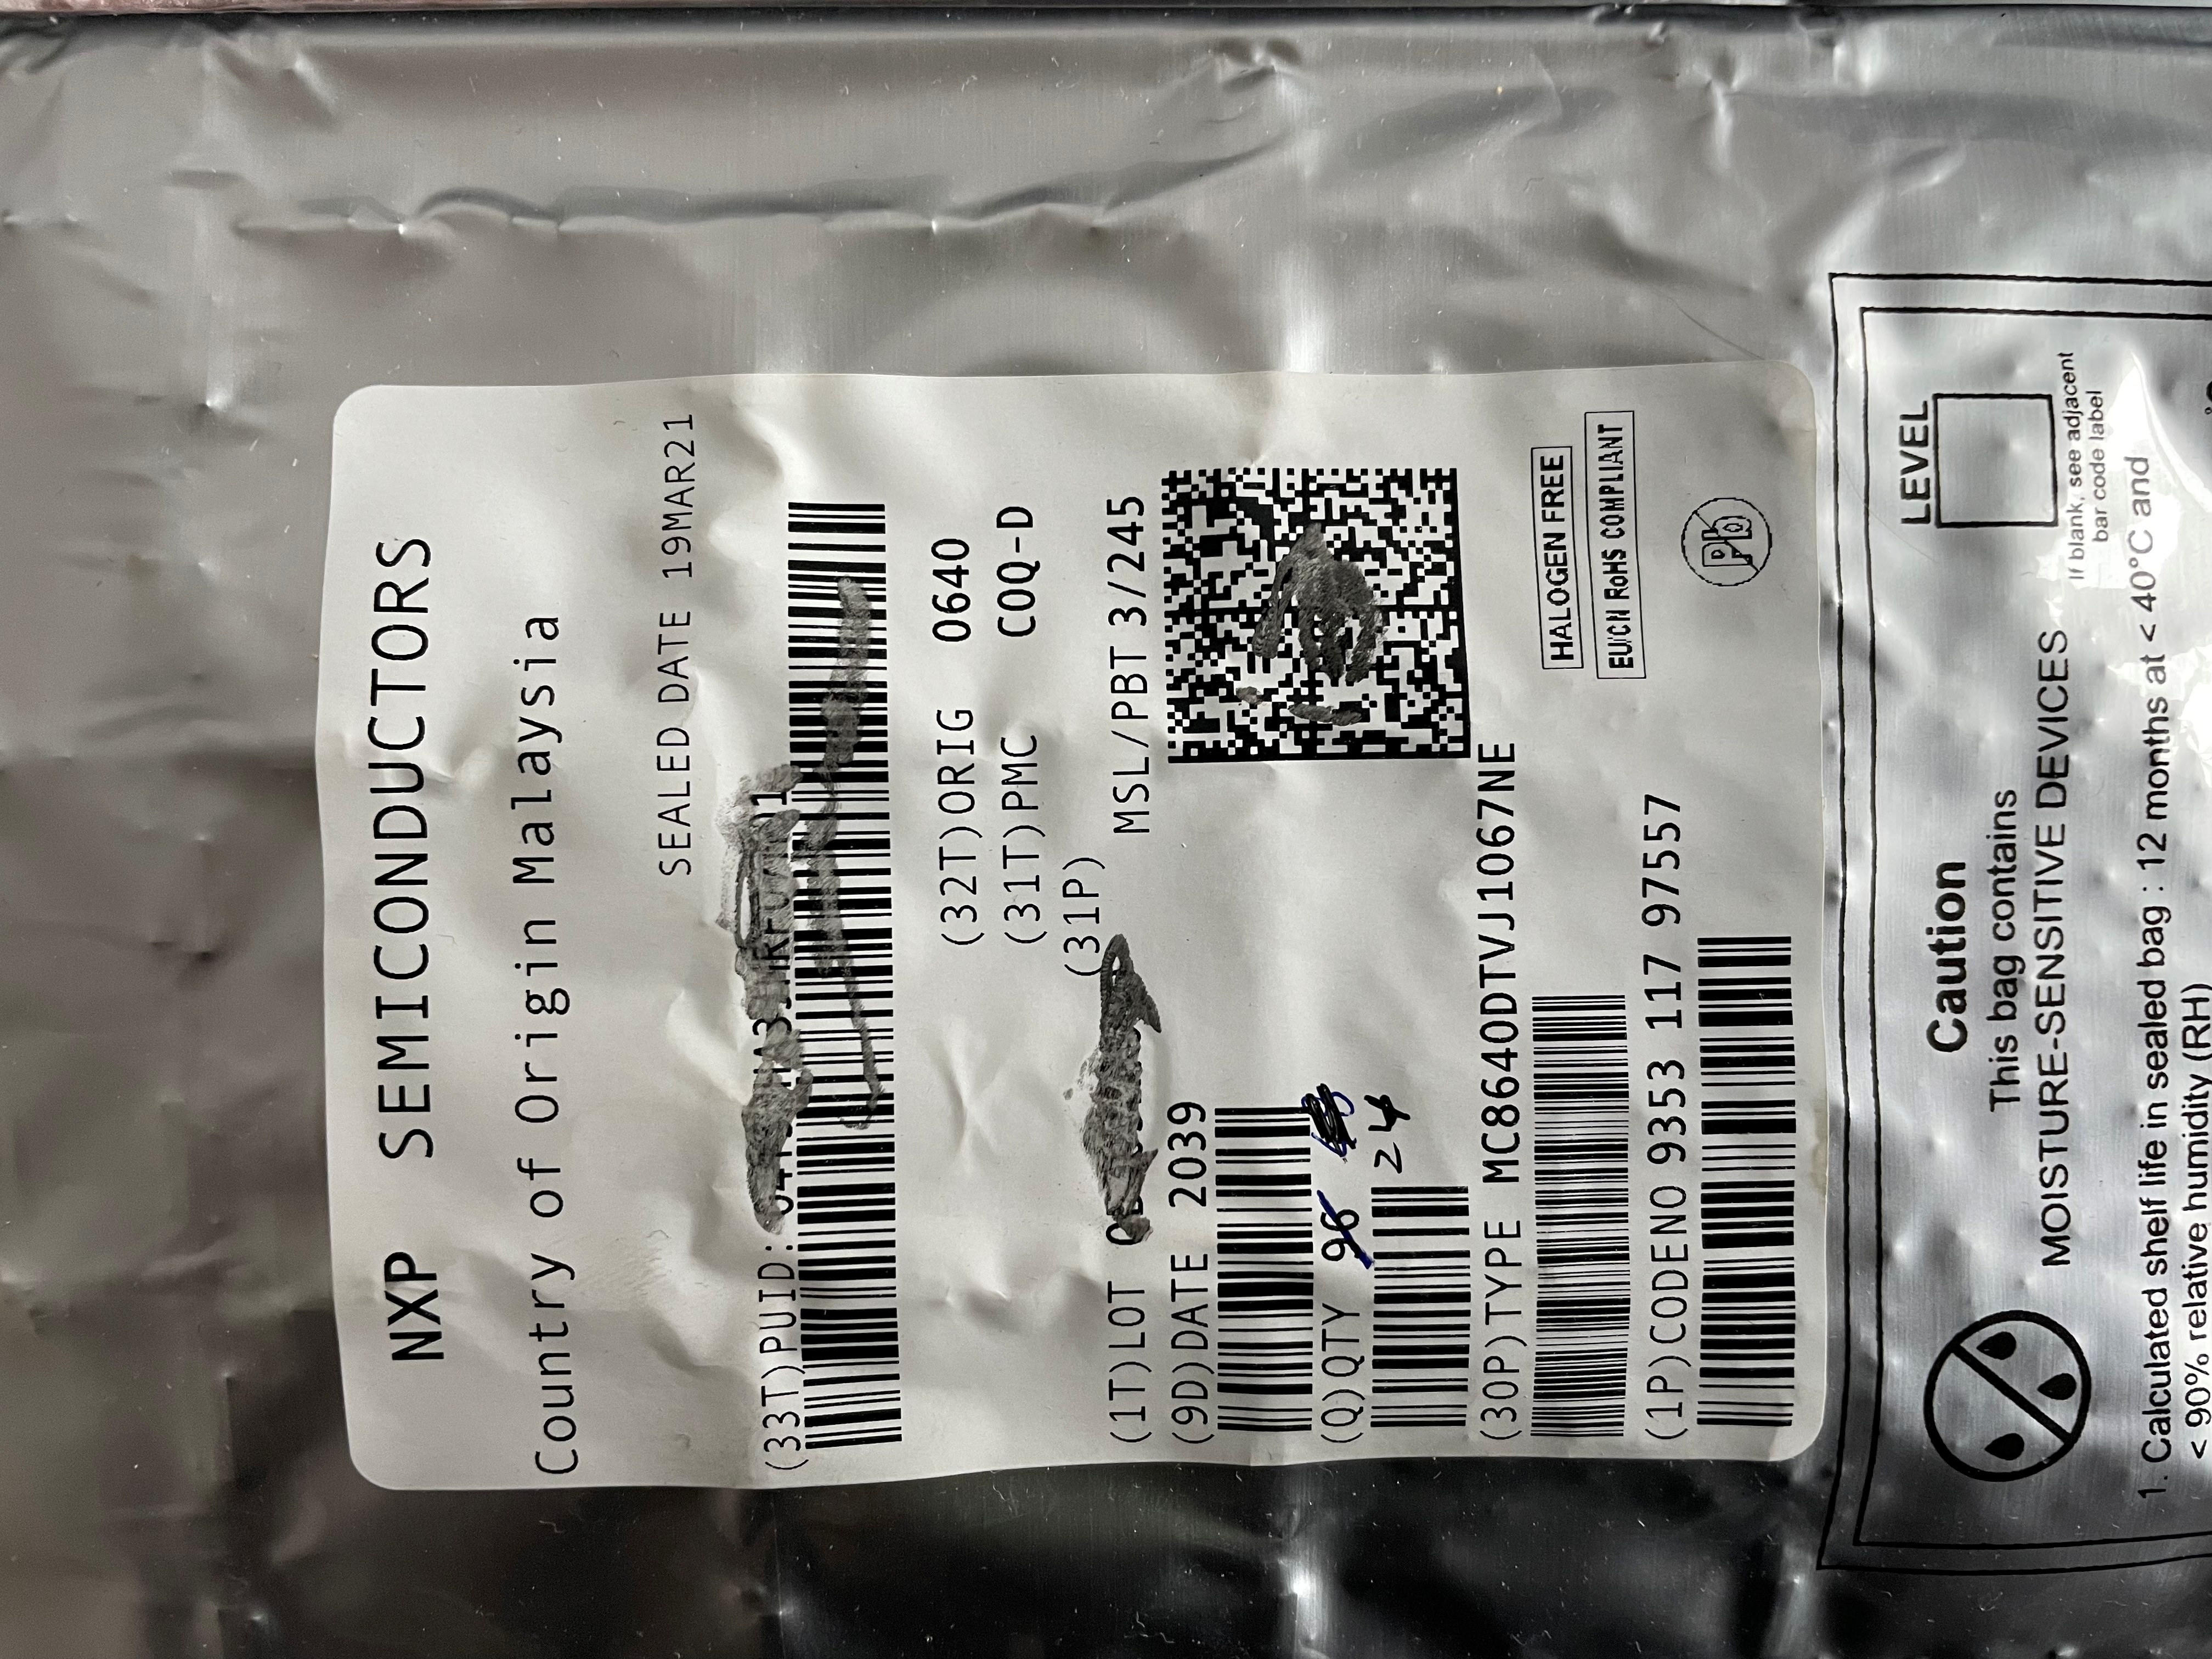 NXP SEMICONDUCTORS
Country of Origin Malaysia
SEALED DATE 19MAR21
(33T)PUID:
(32T)ORIG 0640
(31T)PMC C0Q-D
(31P)
(1T)LOT
MSL/PBT 3/245
(9D)DATE 2039
(Q)QTY 96
24
(30P)TYPE MC8640DTVJ1067NE
HALOGEN FREE
EU/CN RoHS COMPLIANT
(1P)CODENO 9353 117 97557
Pb
LEVEL
If blank, see adjacent
bar code label
Caution
This bag contains
MOISTURE-SENSITIVE DEVICES
1. Calculated shelf life in sealed bag : 12 months at < 40°C and
< 90% relative humidity (RH)